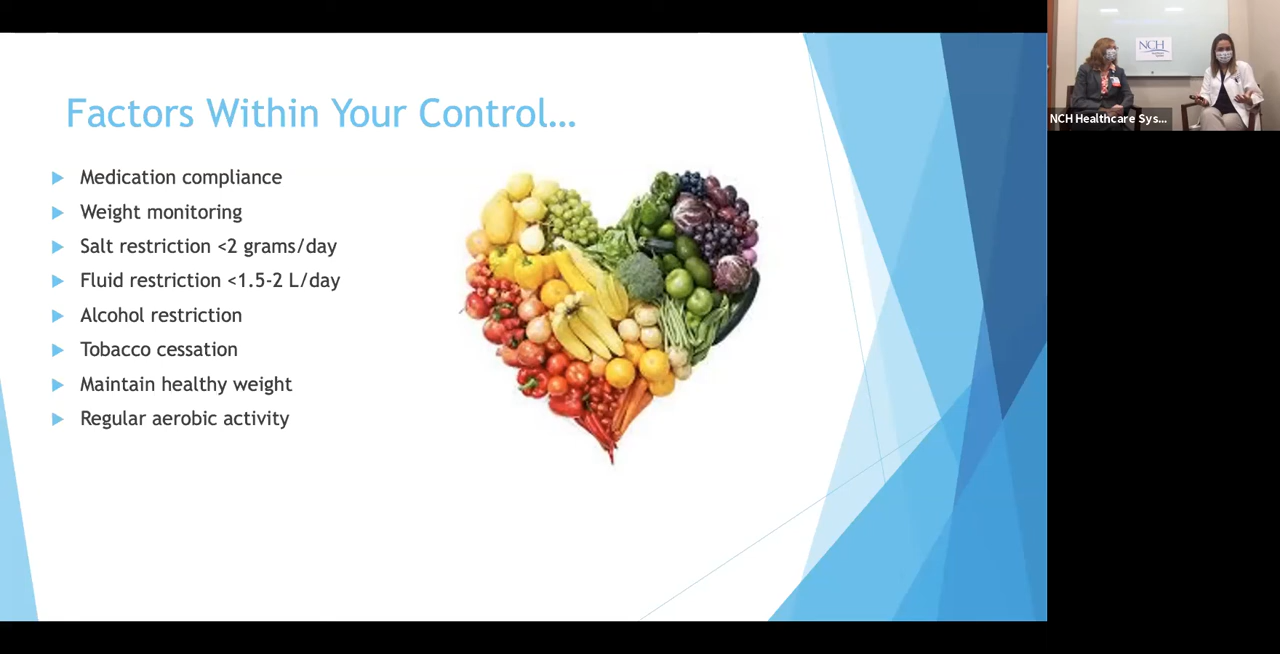 Factors Within Your Control…
Medication compliance
Weight monitoring
Salt restriction <2 grams/day
Fluid restriction <1.5-2 L/day
Alcohol restriction
Tobacco cessation
Maintain healthy weight
Regular aerobic activity
NCH
NCH Healthcare Sys...